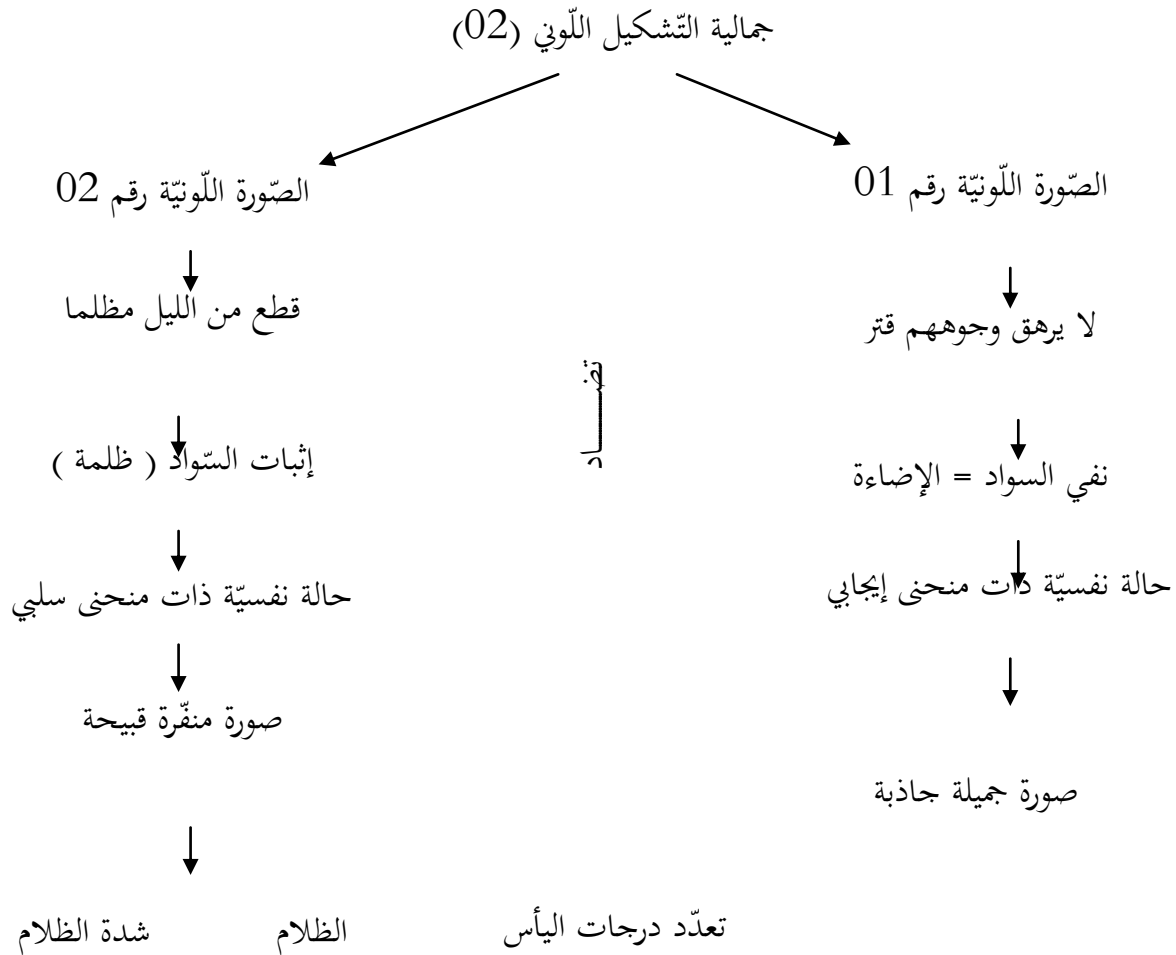 جمالية التّشكيل اللّوني (02)
الصّورة اللّونيّة رقم 01
الصّورة اللّونيّة رقم 02
لا يرهق وجوههم قتر
قطع من الليل مظلما
تضـــــاد
نفي السواد = الإضاءة
إثبات السّواد ( ظلمة )
حالة نفسيّة ذات منحنى إيجابي
حالة نفسيّة ذات منحنى سلبي
صورة جميلة جاذبة
صورة منفّرة قبيحة
تعدّد درجات اليأس
الظلام
شدة الظلام